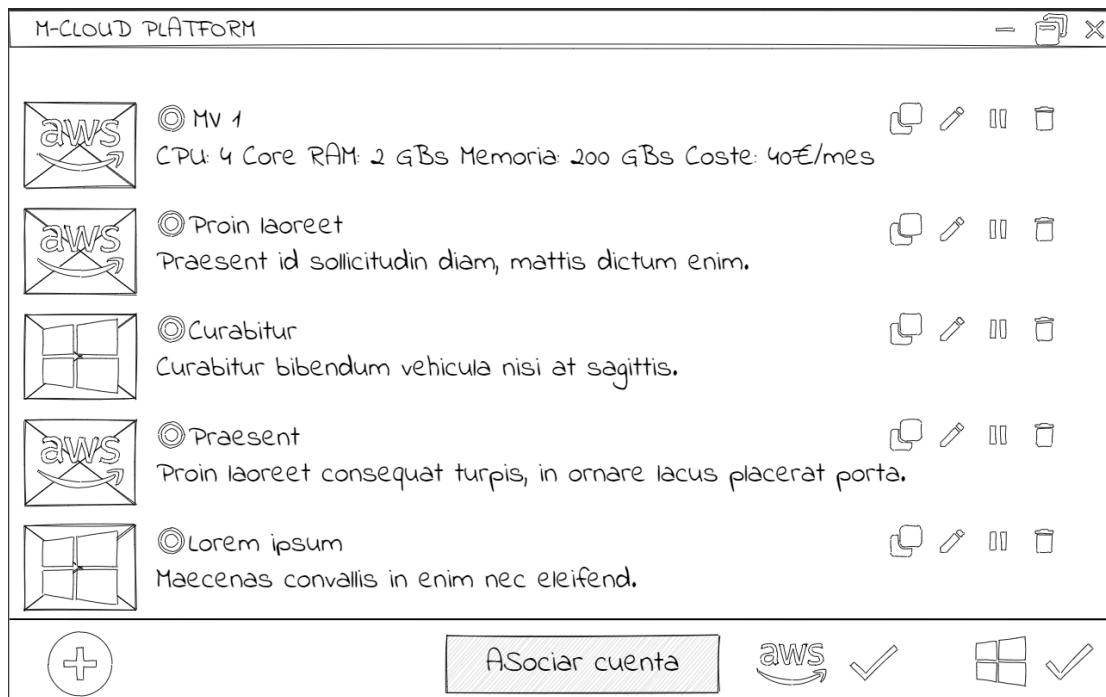 M-CLOUD PLATFORM
aws
MV 1
CPU: 4 Core RAM: 2 GBs Memoria: 200 GBs Coste: 40€/mes
aws
Proin laoreet
Praesent id sollicitudin diam, mattis dictum enim.
Curabitur
Curabitur bibendum vehicula nisi at sagittis.
aws
Praesent
Proin laoreet consequat turpis, in ornare lacus placerat porta.
Lorem ipsum
Maecenas convallis in enim nec eleifend.
ASociar cuenta
aws